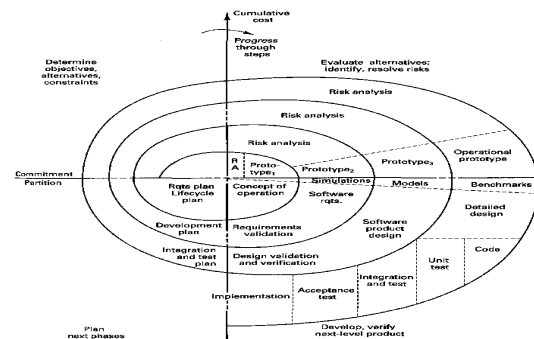 Cumulative
cost
Progress
through
steps
Determine
objectives,
alternatives,
constraints
Evaluate alternatives;
identify, resolve risks
Risk analysis
Risk analysis
Risk analysis
R
A
Proto-
type₁
Prototype₂
Prototype₃
Operational
prototype
Commitment
Partition
Rqts plan
Lifecycle
plan
Concept of
operation
Simulations
Models
Benchmarks
Software
rqts.
Detailed
design
Development
plan
Requirements
validation
Software
product
design
Integration
and test
plan
Design validation
and verification
Code
Unit
test
Integration
and test
Acceptance
test
Implementation
Plan
next phases
Develop, verify
next-level product